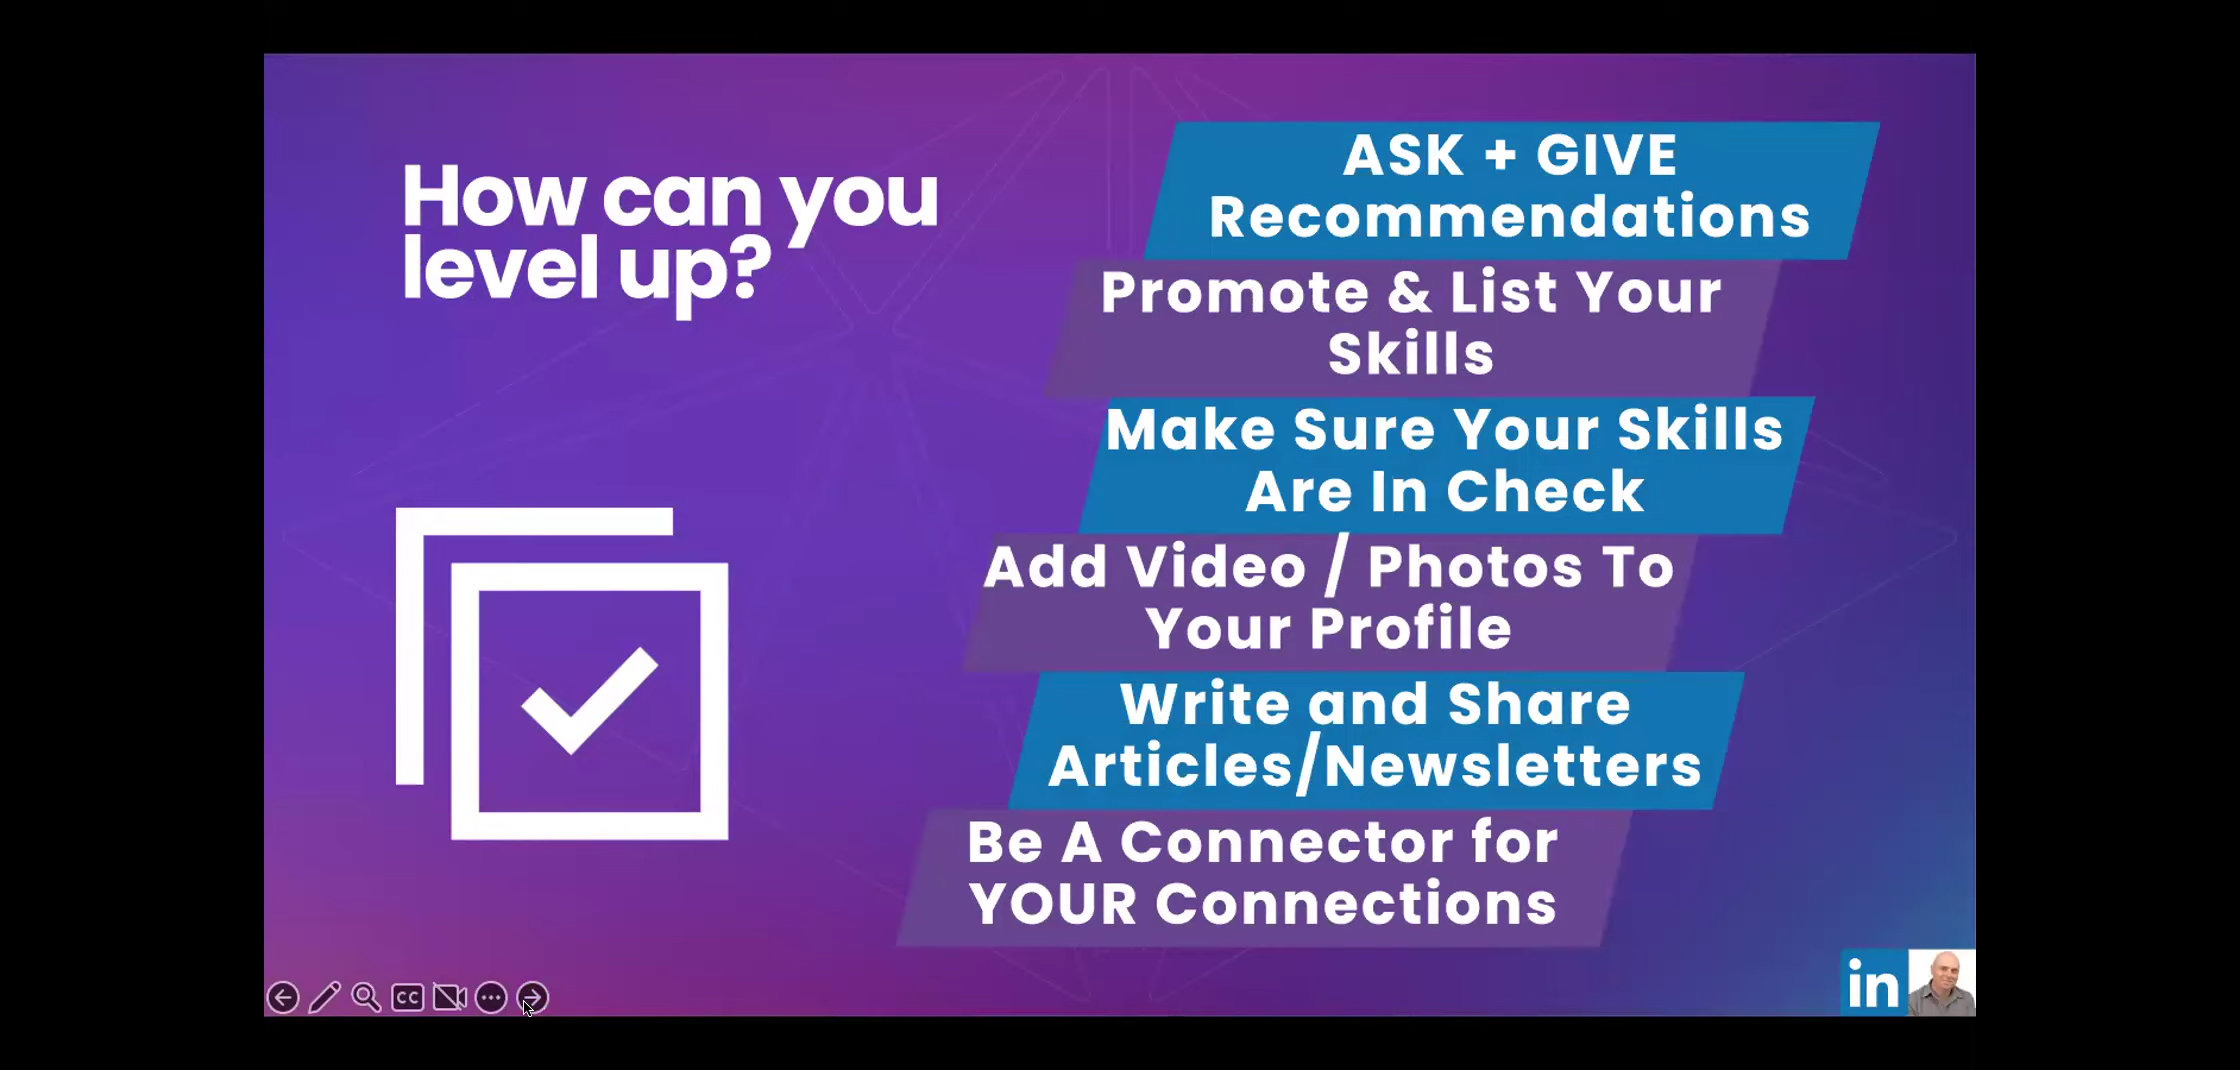 How can you
level up?
ASK + GIVE
Recommendations
Promote & List Your
Skills
Make Sure Your Skills
Are In Check
Add Video / Photos To
Your Profile
Write and Share
Articles/Newsletters
Be A Connector for
YOUR Connections
CC
in